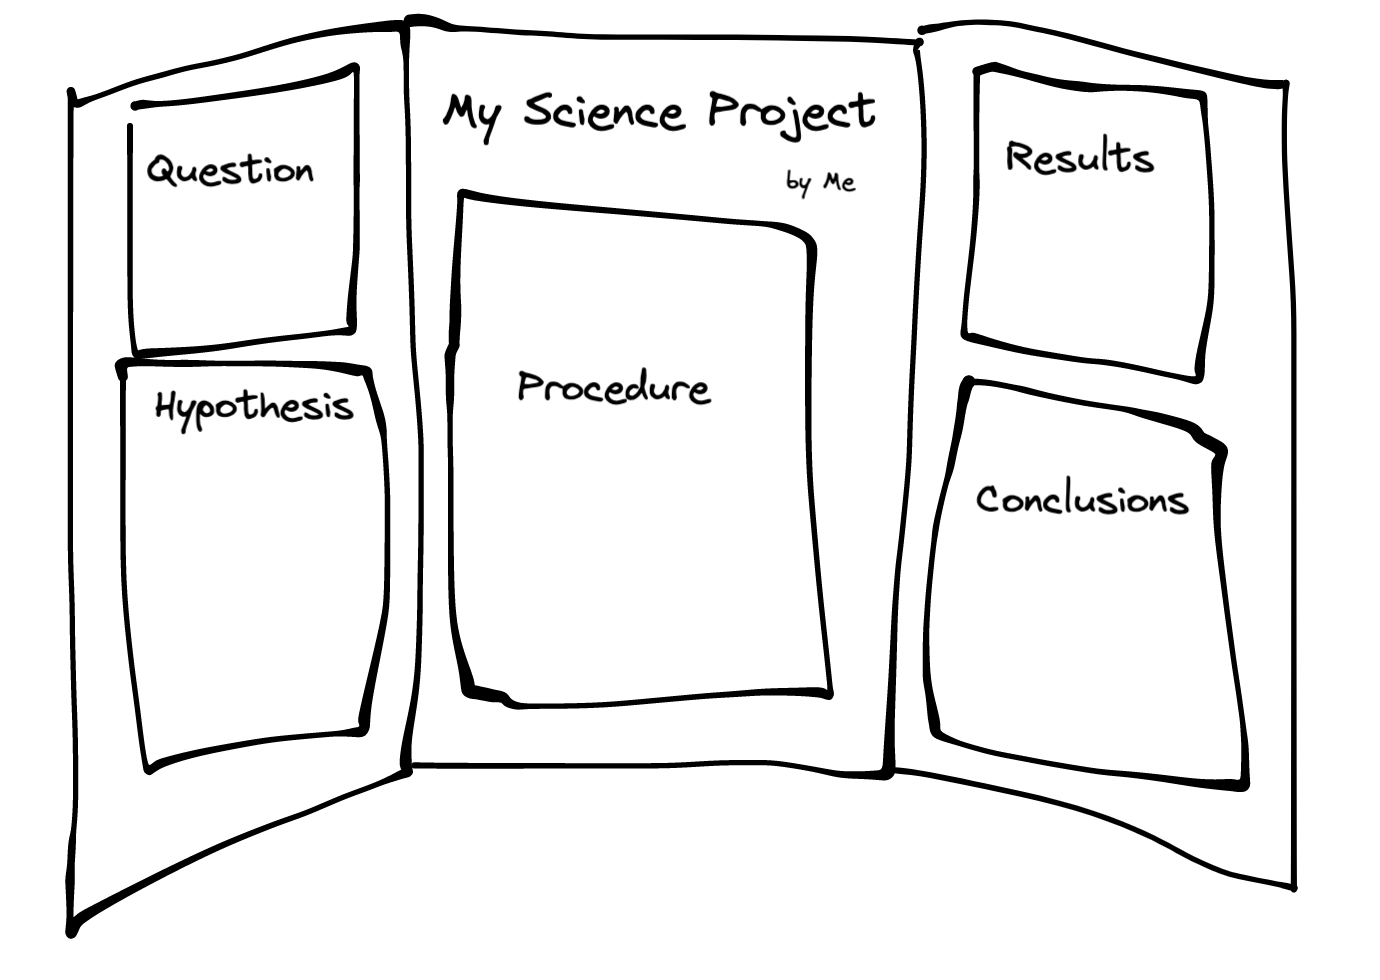 My Science Project
by Me
Question
Hypothesis
Procedure
Results
Conclusions